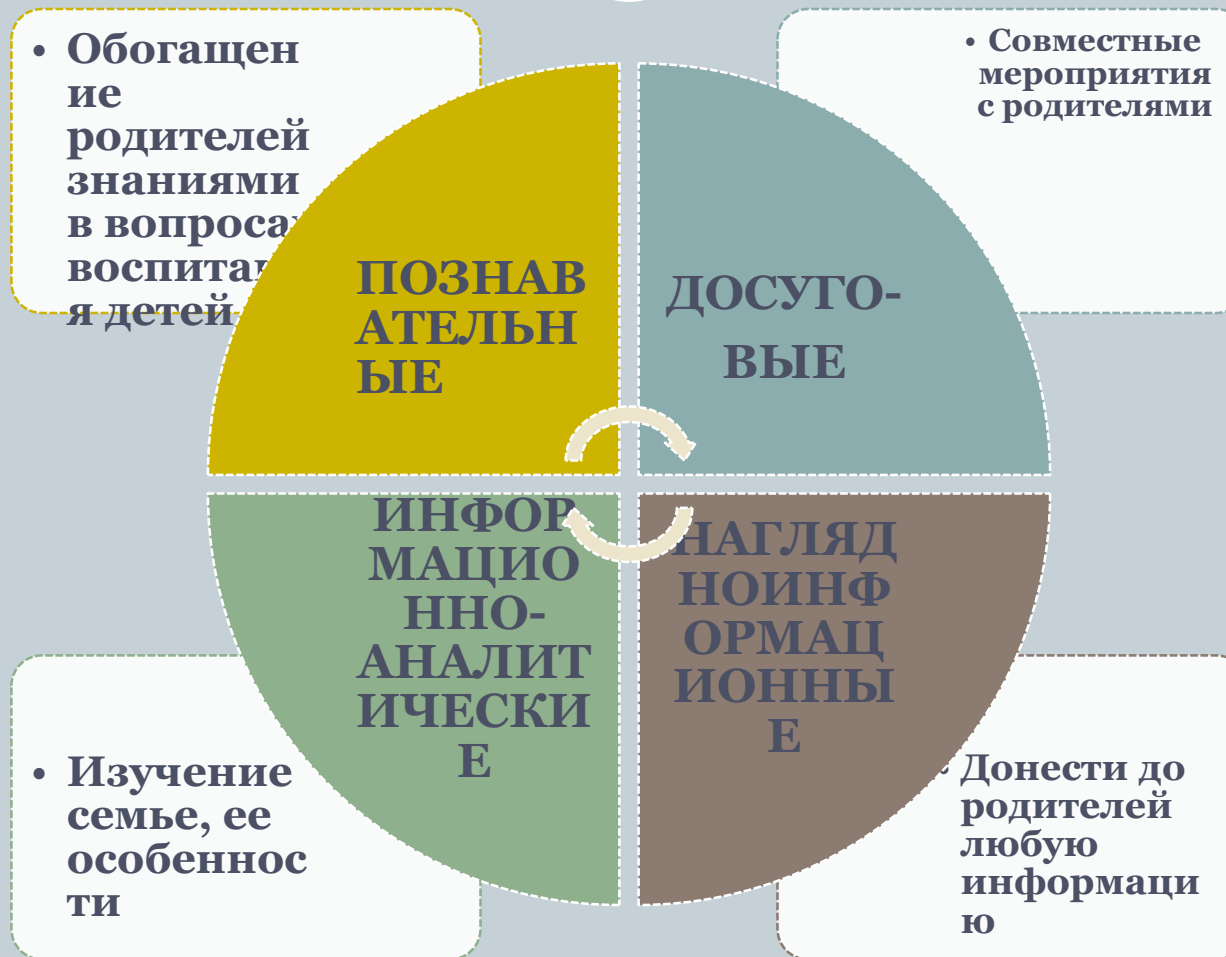 • Обогащен
ие
родителей
знаниями
в вопроса
воспита
я детей
ПОЗНАВ
АТЕЛЬН
ЫЕ
• Совместные
мероприятия
с родителями
ДОСУГО-
ВЫЕ
ИНФОР
МАЦИО
ННО-
АНАЛИТ
ИЧЕСКИ
Е
• Изучение
семье, ее
особеннос
ти
НАГЛЯД
НОИНФ
ОРМАЦ
ИОННЫ
Е
Донести до
родителей
любую
информаци
ю